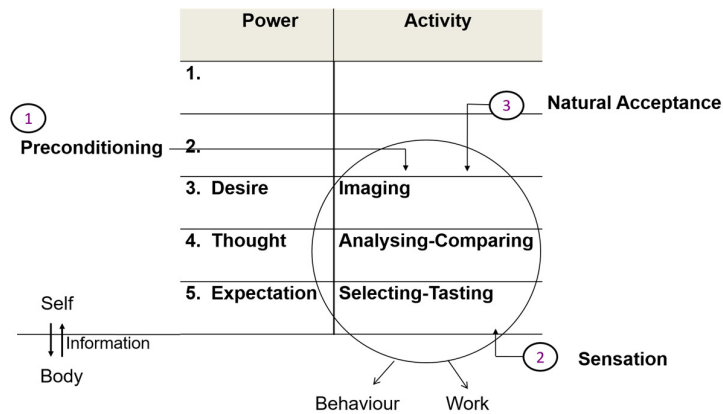 Power Activity
1.
1
3 Natural Acceptance
Preconditioning 2.
3. Desire Imaging
4. Thought Analysing-Comparing
5. Expectation Selecting-Tasting
Self
Information
2 Sensation
Body
Behaviour Work